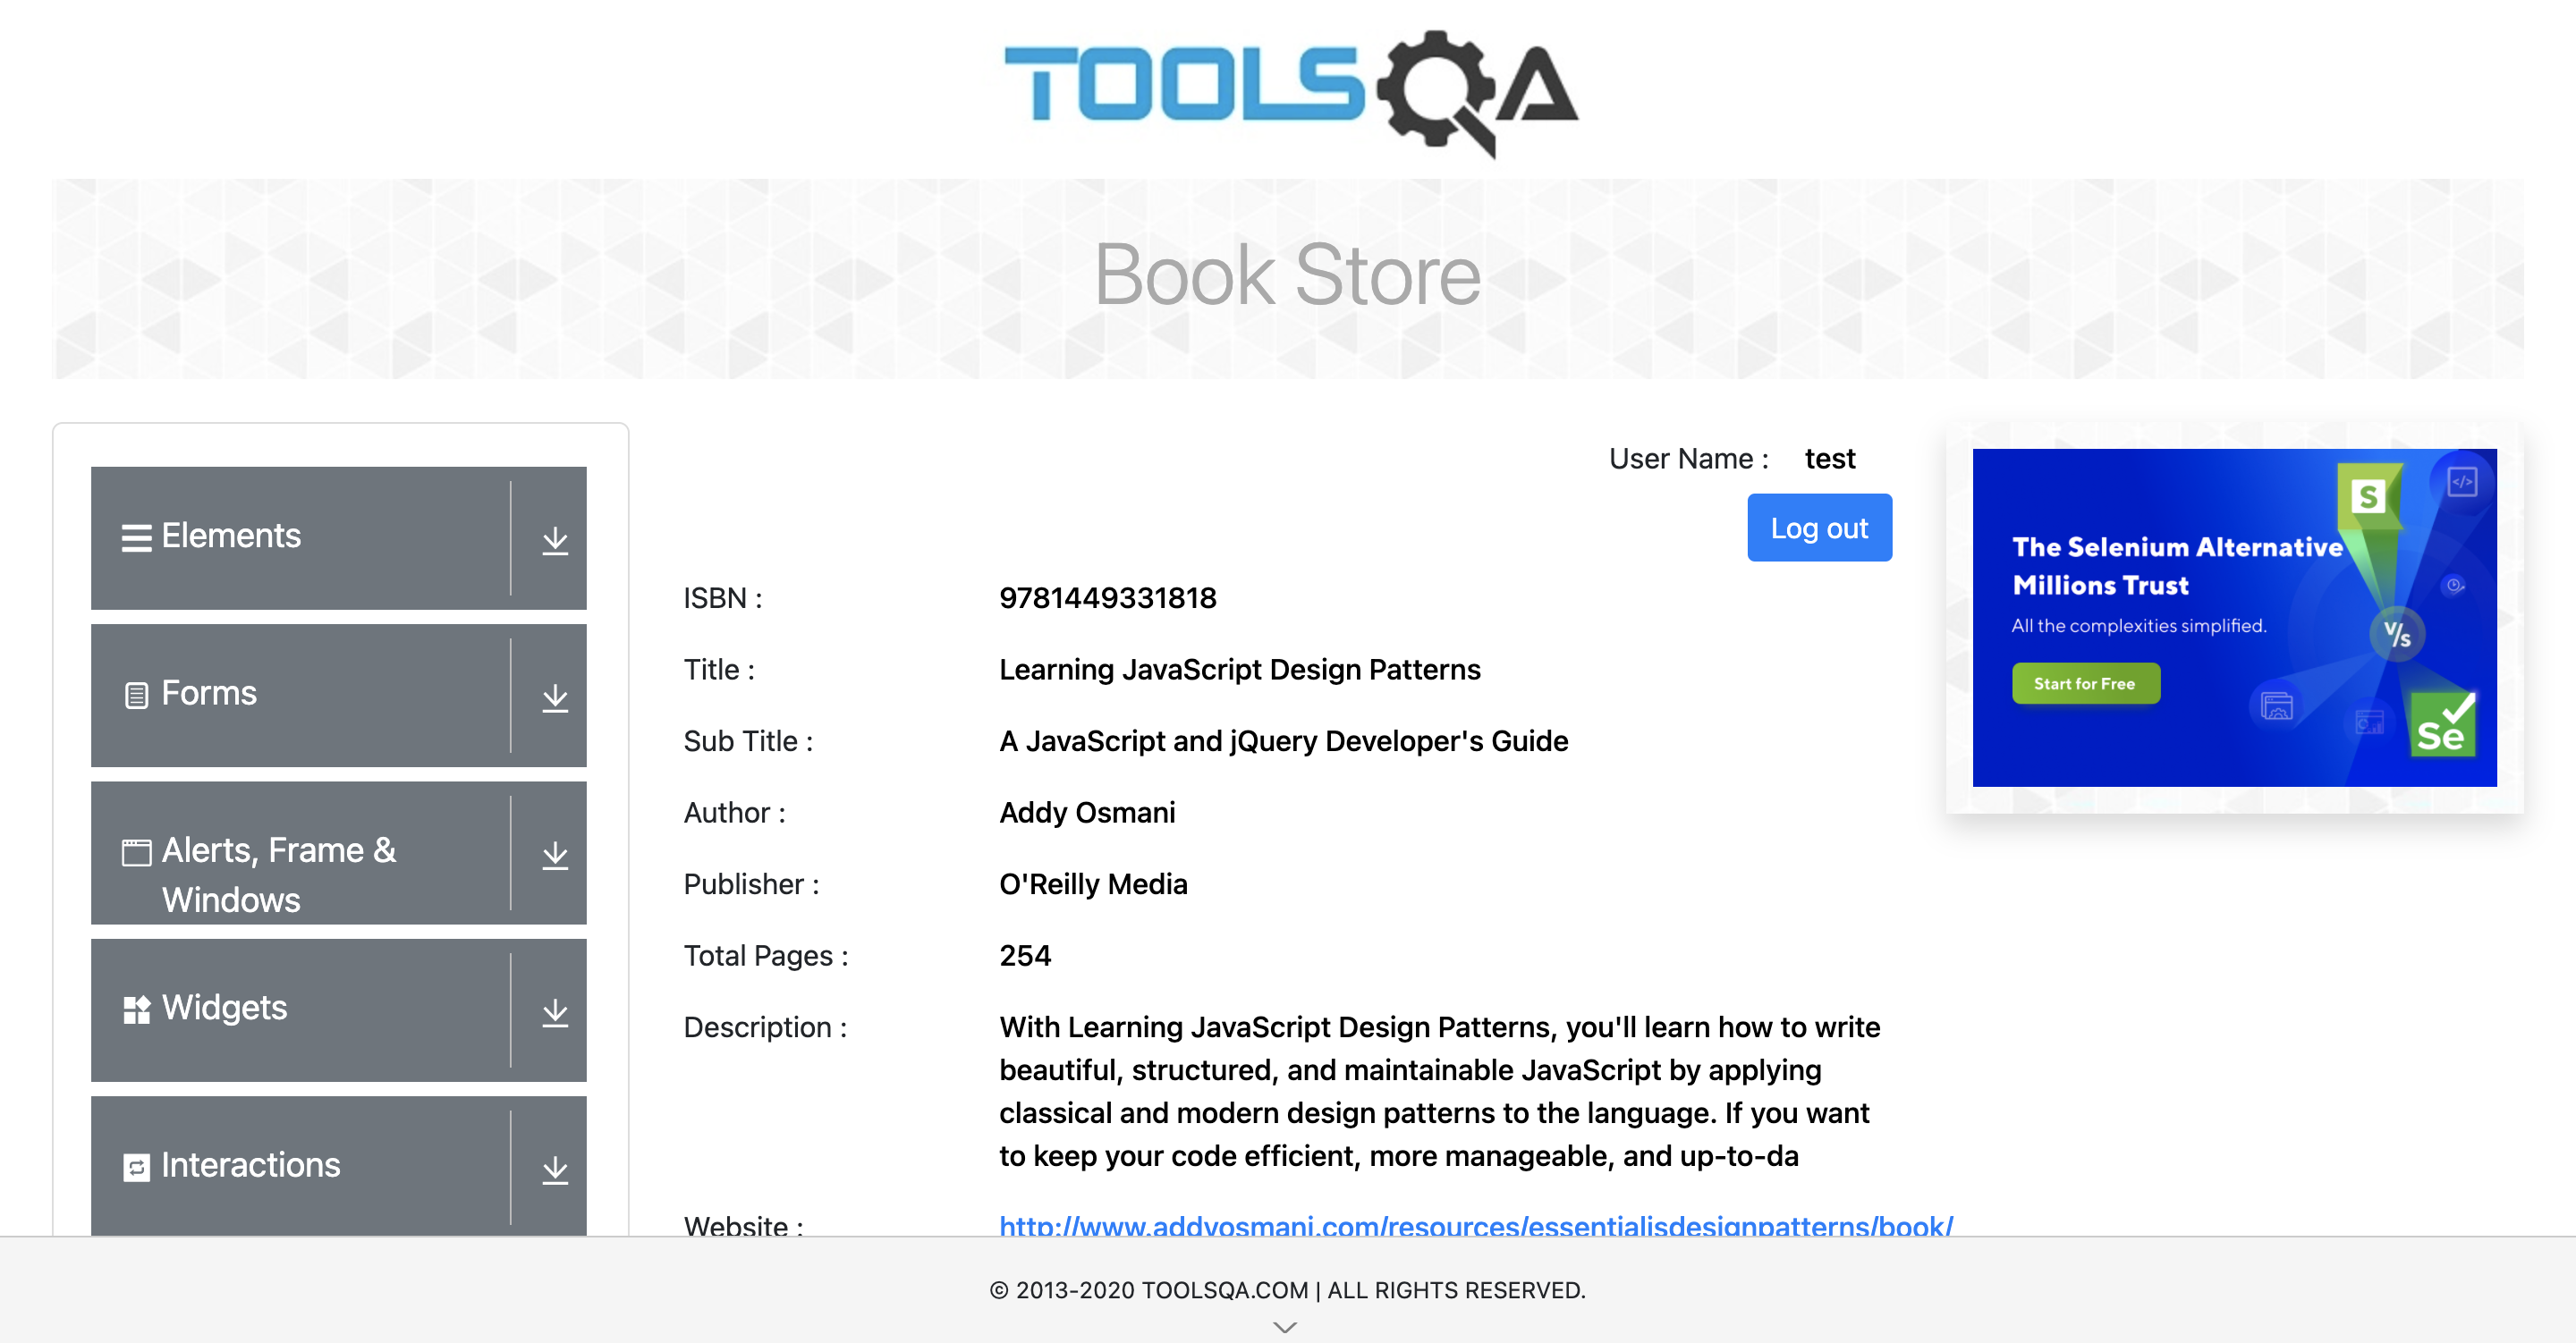 TOOLSQA
Book Store
Elements
Forms
Alerts, Frame &
Windows
Widgets
Interactions
User Name : test
Log out
ISBN : 9781449331818
Title : Learning JavaScript Design Patterns
Sub Title : A JavaScript and jQuery Developer's Guide
Author : Addy Osmani
Publisher : O'Reilly Media
Total Pages : 254
Description : With Learning JavaScript Design Patterns, you'll learn how to write
beautiful, structured, and maintainable JavaScript by applying
classical and modern design patterns to the language. If you want
to keep your code efficient, more manageable, and up-to-da
Website : http://www.addyosmani.com/resources/essentialjsdesignpatterns/book/
The Selenium Alternative
Millions Trust
All the complexities simplified.
Start for Free
S
</>
V/s
Se
© 2013-2020 TOOLSQA.COM | ALL RIGHTS RESERVED.